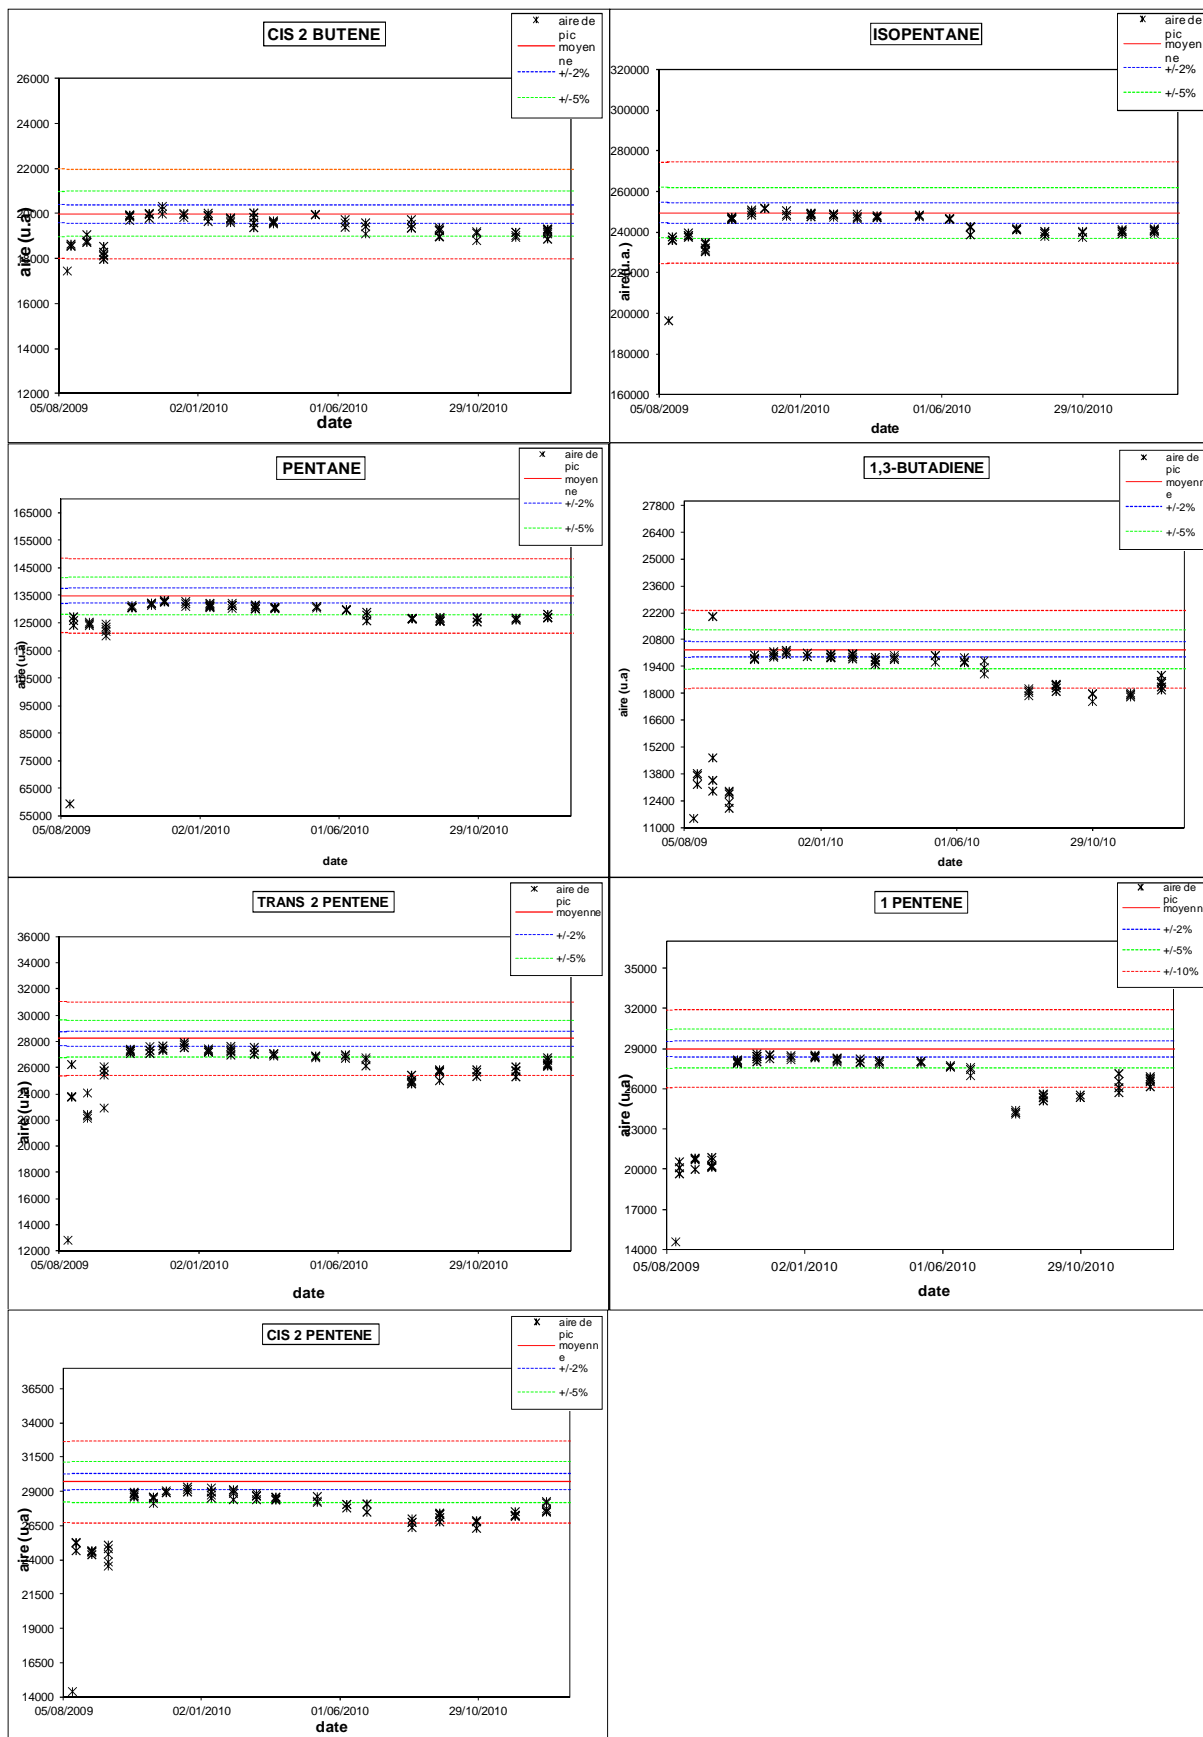 CIS 2 BUTENE
aire de
pic
moyen
ne
+/-2%
+/-5%
26000
24000
22000
20000
18000
16000
14000
12000
aire (u.a)
05/08/2009
02/01/2010
01/06/2010
29/10/2010
date
ISOPENTANE
aire de
pic
moyen
ne
+/-2%
+/-5%
320000
300000
280000
260000
240000
220000
200000
180000
160000
aire (u.a.)
05/08/2009
02/01/2010
01/06/2010
29/10/2010
date
PENTANE
aire de
pic
moyen
ne
+/-2%
+/-5%
165000
155000
145000
135000
125000
115000
105000
95000
85000
75000
65000
55000
aire (u.a)
05/08/2009
02/01/2010
01/06/2010
29/10/2010
date
1,3-BUTADIENE
aire de
pic
moyenn
e
+/-2%
+/-5%
27800
26400
25000
23600
22200
20800
19400
18000
16600
15200
13800
12400
11000
aire (u.a)
05/08/09
02/01/10
01/06/10
29/10/10
date
TRANS 2 PENTENE
aire de
pic
moyenne
+/-2%
+/-5%
36000
34000
32000
30000
28000
26000
24000
22000
20000
18000
16000
14000
12000
aire (u.a)
05/08/2009
02/01/2010
01/06/2010
29/10/2010
date
1 PENTENE
aire de
pic
moyenn
+/-2%
+/-5%
+/-10%
35000
32000
29000
26000
23000
20000
17000
14000
aire (u.a)
05/08/2009
02/01/2010
01/06/2010
29/10/2010
date
CIS 2 PENTENE
aire de
pic
moyenn
e
+/-2%
+/-5%
36500
34000
31500
29000
26500
24000
21500
19000
16500
14000
aire (u.a)
05/08/2009
02/01/2010
01/06/2010
29/10/2010
date